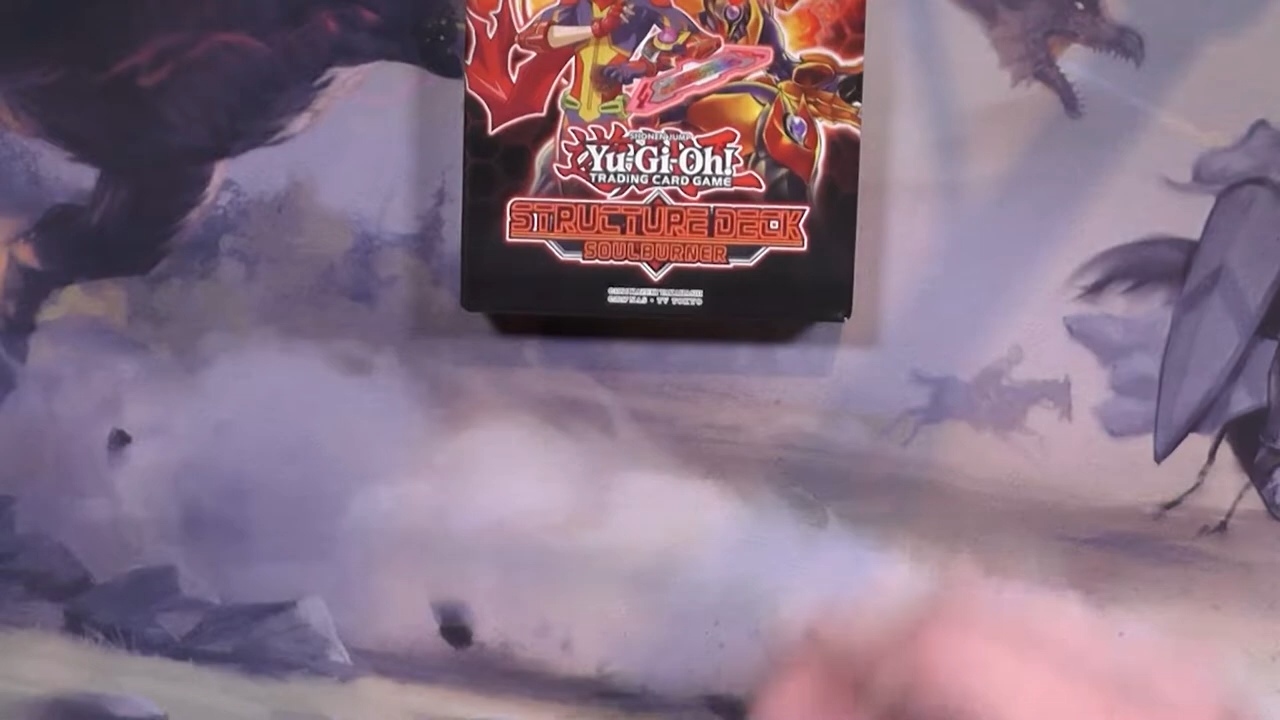 SHONEN JUMP
Yu-Gi-Oh!
TRADING CARD GAME
STRUCTURE DECK
SOULBURNER